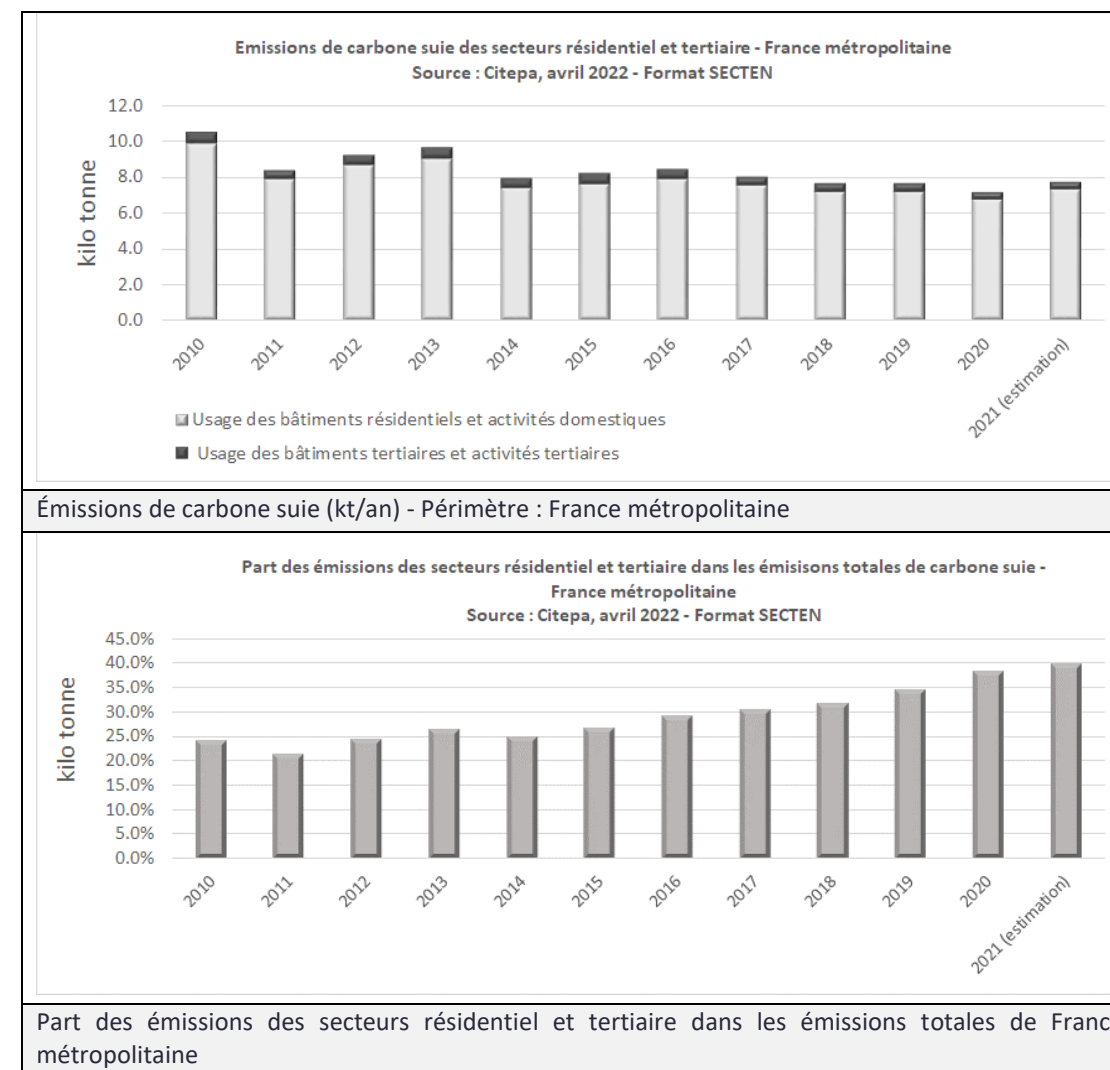 Emissions de carbone suie des secteurs résidentiel et tertiaire - France métropolitaine
Source : Citepa, avril 2022 - Format SECTEN
kilo tonne
12.0
10.0
8.0
6.0
4.0
2.0
0.0
2010
2011
2012
2013
2014
2015
2016
2017
2018
2019
2020
2021 (estimation)
Usage des bâtiments résidentiels et activités domestiques
Usage des bâtiments tertiaires et activités tertiaires
Émissions de carbone suie (kt/an) - Périmètre : France métropolitaine
Part des émissions des secteurs résidentiel et tertiaire dans les émisisons totales de carbone suie -
France métropolitaine
Source : Citepa, avril 2022 - Format SECTEN
kilo tonne
45.0%
40.0%
35.0%
30.0%
25.0%
20.0%
15.0%
10.0%
5.0%
0.0%
2010
2011
2012
2013
2014
2015
2016
2017
2018
2019
2020
2021 (estimation)
Part des émissions des secteurs résidentiel et tertiaire dans les émissions totales de Franc
métropolitaine